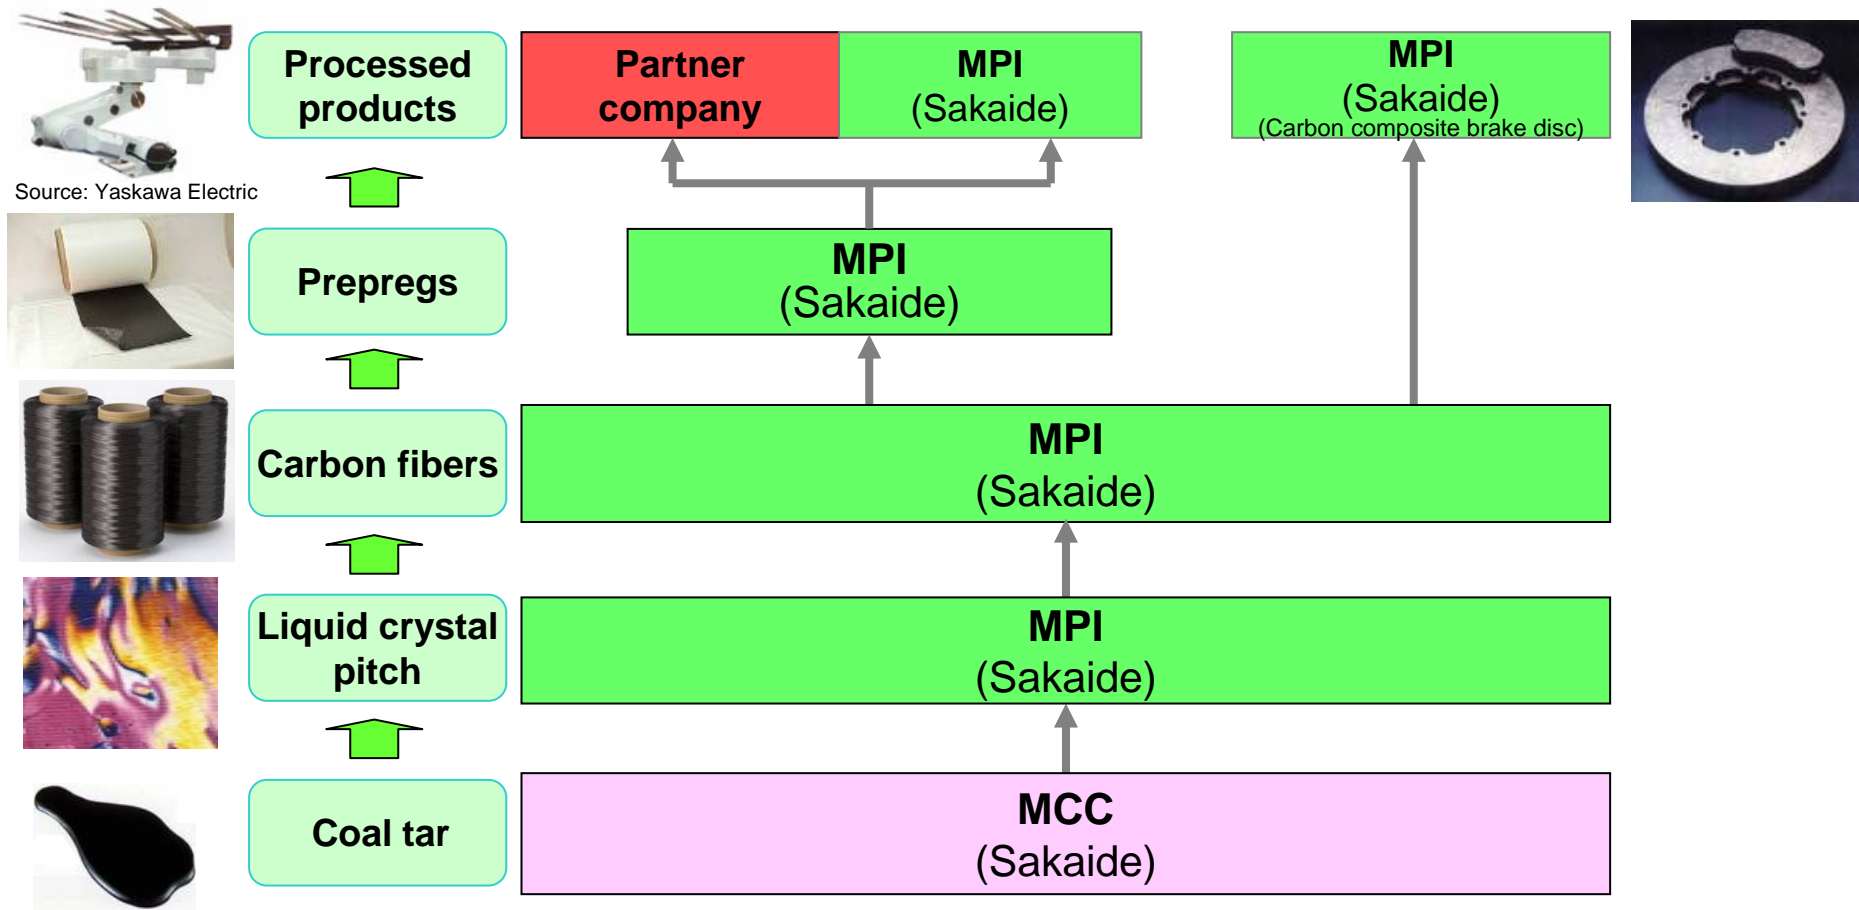 Processed
products
Partner
company
MPI
(Sakaide)
MPI
(Sakaide)
(Carbon composite brake disc)
Source: Yaskawa Electric
Prepregs
MPI
(Sakaide)
Carbon fibers
MPI
(Sakaide)
Liquid crystal
pitch
MPI
(Sakaide)
Coal tar
MCC
(Sakaide)